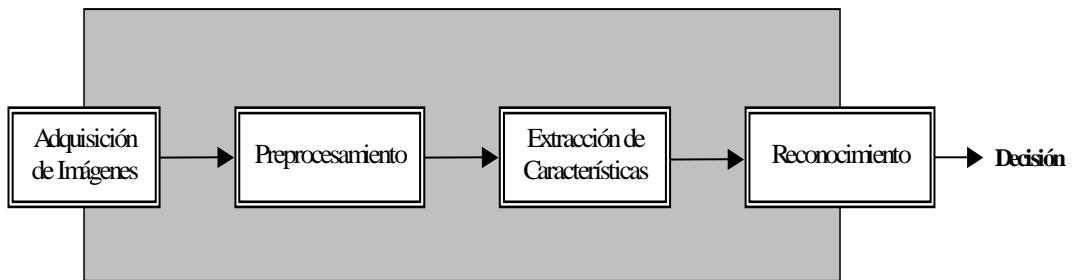 Adquisición
de Imágenes
Preprocesamiento
Extracción de
Características
Reconocimiento
Decisión